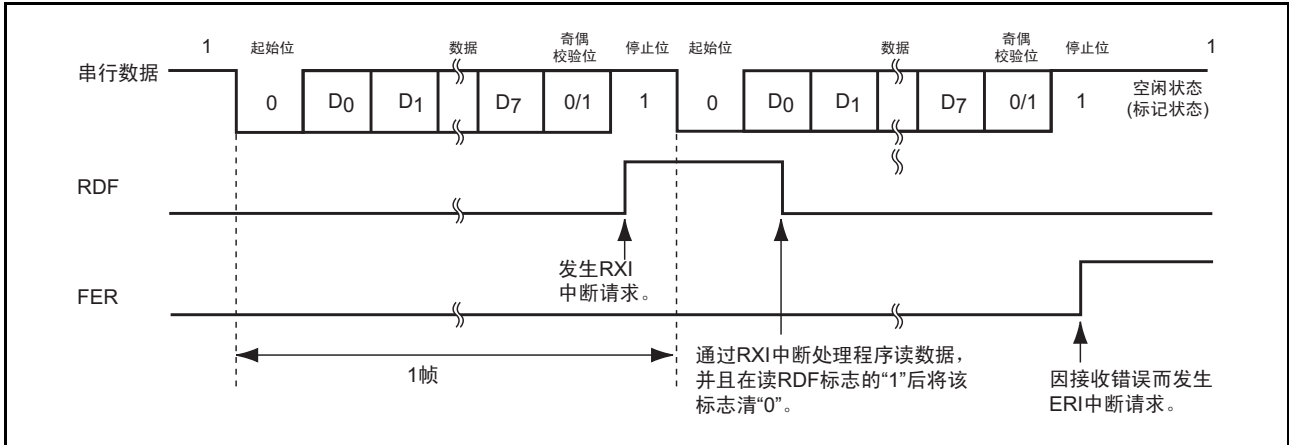 1 起始位 数据 奇偶校验位 停止位 起始位 数据 奇偶校验位 停止位 1
串行数据
0 D0 D1 D7 0/1 1 0 D0 D1 D7 0/1 1
空闲状态
(标记状态)
RDF
发生RXI
中断请求。
FER
1帧
通过RXI中断处理程序读数据，
并且在读RDF标志的“1”后将该
标志清“0”。
因接收错误而发生
ERI中断请求。